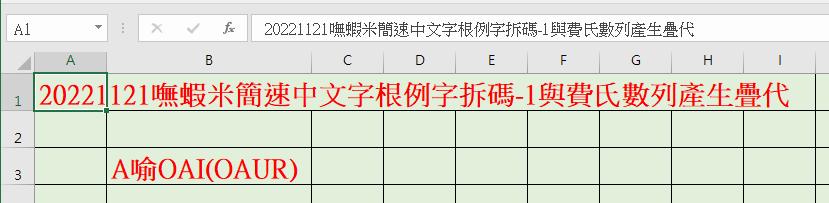 A1 fx 20221121嘸蝦米簡速中文字根例字拆碼-1與費氏數列產生疊代
A B C D E F G H I
1 20221121嘸蝦米簡速中文字根例字拆碼-1與費氏數列產生疊代
2
3 A喻OAI(OAUR)